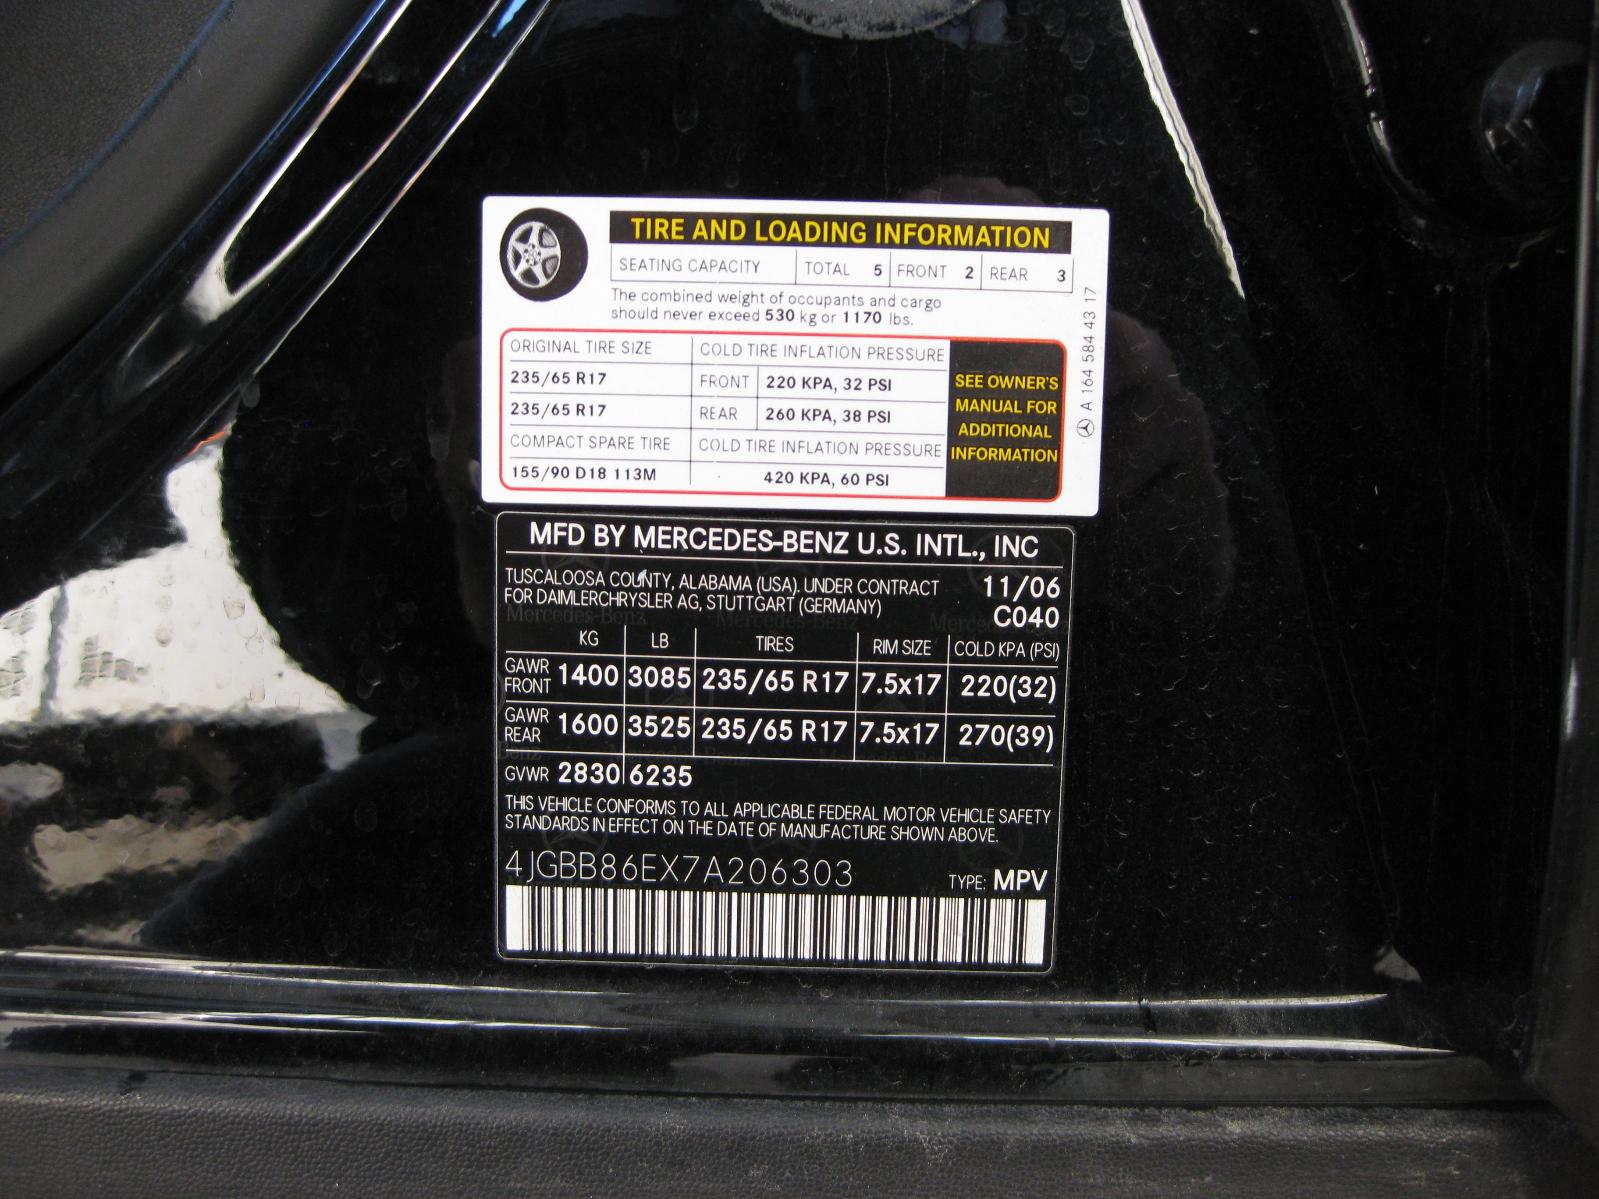 TIRE AND LOADING INFORMATION
SEATING CAPACITY TOTAL 5 FRONT 2 REAR 3
The combined weight of occupants and cargo
should never exceed 530 kg or 1170 lbs.
ORIGINAL TIRE SIZE COLD TIRE INFLATION PRESSURE
235/65 R17 FRONT 220 KPA, 32 PSI
235/65 R17 REAR 260 KPA, 38 PSI
COMPACT SPARE TIRE COLD TIRE INFLATION PRESSURE
155/90 D18 113M 420 KPA, 60 PSI
SEE OWNER'S
MANUAL FOR
ADDITIONAL
INFORMATION
A 164 584 43 17
MFD BY MERCEDES-BENZ U.S. INTL., INC
TUSCALOOSA COUNTY, ALABAMA (USA). UNDER CONTRACT 11/06
FOR DAIMLERCHRYSLER AG, STUTTGART (GERMANY) C040
Mercedes-Benz Mercedes-Benz Mercedes-Benz
KG LB TIRES RIM SIZE COLD KPA (PSI)
GAWR FRONT 1400 3085 235/65 R17 7.5x17 220(32)
GAWR REAR 1600 3525 235/65 R17 7.5x17 270(39)
GVWR 2830 6235
THIS VEHICLE CONFORMS TO ALL APPLICABLE FEDERAL MOTOR VEHICLE SAFETY
STANDARDS IN EFFECT ON THE DATE OF MANUFACTURE SHOWN ABOVE.
4JGBB86EX7A206303 TYPE: MPV